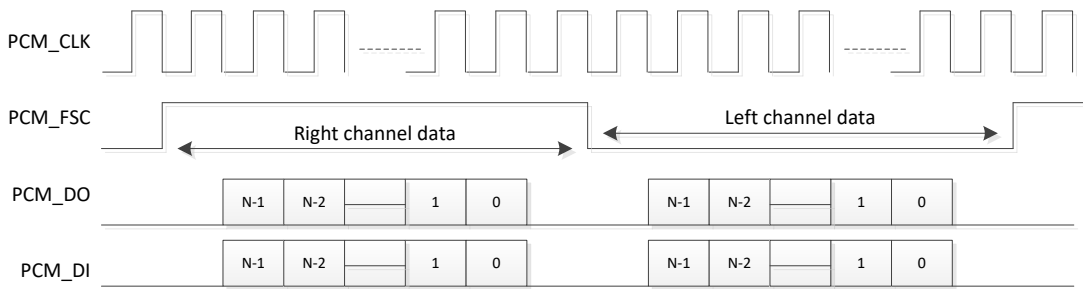 PCM_CLK
PCM_FSC
Right channel data
Left channel data
PCM_DO
N-1 N-2 1 0 N-1 N-2 1 0
PCM_DI
N-1 N-2 1 0 N-1 N-2 1 0